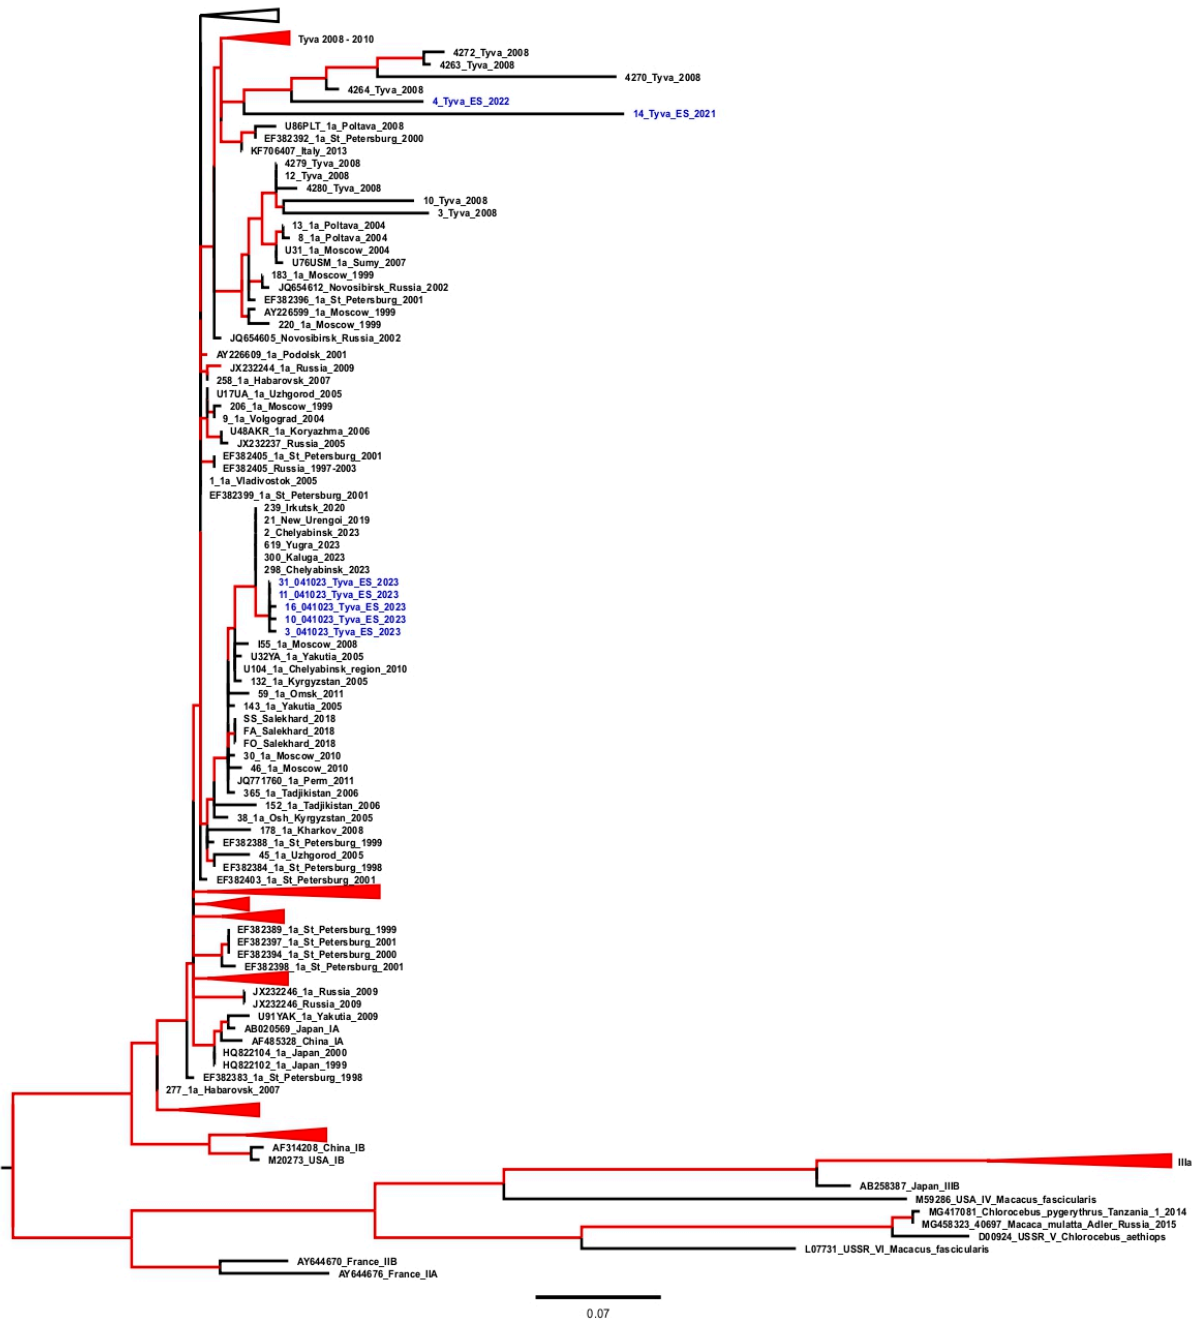 Tyva 2008 - 2010
4272_Tyva_2008
4263_Tyva_2008
4270_Tyva_2008
4264_Tyva_2008
4_Tyva_ES_2022
14_Tyva_ES_2021
U86PLT_1a_Poltava_2008
EF382392_1a_St_Petersburg_2000
KF706407_Italy_2013
4279_Tyva_2008
12_Tyva_2008
4280_Tyva_2008
10_Tyva_2008
3_Tyva_2008
13_1a_Poltava_2004
8_1a_Poltava_2004
U31_1a_Moscow_2004
U76USM_1a_Sumy_2007
183_1a_Moscow_1999
JQ654612_Novosibirsk_Russia_2002
EF382396_1a_St_Petersburg_2001
AY226599_1a_Moscow_1999
220_1a_Moscow_1999
JQ654605_Novosibirsk_Russia_2002
AY226609_1a_Podolsk_2001
JX232244_1a_Russia_2009
258_1a_Habarovsk_2007
U17UA_1a_Uzhgorod_2005
206_1a_Moscow_1999
9_1a_Volgograd_2004
U48AKR_1a_Koryazhma_2006
JX232237_Russia_2005
EF382405_1a_St_Petersburg_2001
EF382405_Russia_1997-2003
1_1a_Vladivostok_2005
EF382399_1a_St_Petersburg_2001
239_Irkutsk_2020
21_New_Urengoi_2019
2_Chelyabinsk_2023
619_Yugra_2023
300_Kaluga_2023
298_Chelyabinsk_2023
31_041023_Tyva_ES_2023
11_041023_Tyva_ES_2023
16_041023_Tyva_ES_2023
10_041023_Tyva_ES_2023
3_041023_Tyva_ES_2023
I55_1a_Moscow_2008
U32YA_1a_Yakutia_2005
U104_1a_Chelyabinsk_region_2010
132_1a_Kyrgyzstan_2005
59_1a_Omsk_2011
143_1a_Yakutia_2005
SS_Salekhard_2018
FA_Salekhard_2018
FO_Salekhard_2018
30_1a_Moscow_2010
46_1a_Moscow_2010
JQ771760_1a_Perm_2011
365_1a_Tadjikistan_2006
152_1a_Tadjikistan_2006
38_1a_Osh_Kyrgyzstan_2005
178_1a_Kharkov_2008
EF382388_1a_St_Petersburg_1999
45_1a_Uzhgorod_2005
EF382384_1a_St_Petersburg_1998
EF382403_1a_St_Petersburg_2001
EF382389_1a_St_Petersburg_1999
EF382397_1a_St_Petersburg_2001
EF382394_1a_St_Petersburg_2000
EF382398_1a_St_Petersburg_2001
JX232246_1a_Russia_2009
JX232246_Russia_2009
U91YAK_1a_Yakutia_2009
AB020569_Japan_IA
AF485328_China_IA
HQ822104_1a_Japan_2000
HQ822102_1a_Japan_1999
EF382383_1a_St_Petersburg_1998
277_1a_Habarovsk_2007
AF314208_China_IB
M20273_USA_IB
IIIa
AB258387_Japan_IIIB
M59286_USA_IV_Macacus_fascicularis
MG417081_Chlorocebus_pygerythrus_Tanzania_1_2014
MG458323_40697_Macaca_mulatta_Adler_Russia_2015
D00924_USSR_V_Chlorocebus_aethiops
L07731_USSR_VI_Macacus_fascicularis
AY644670_France_IIB
AY644676_France_IIA
0.07